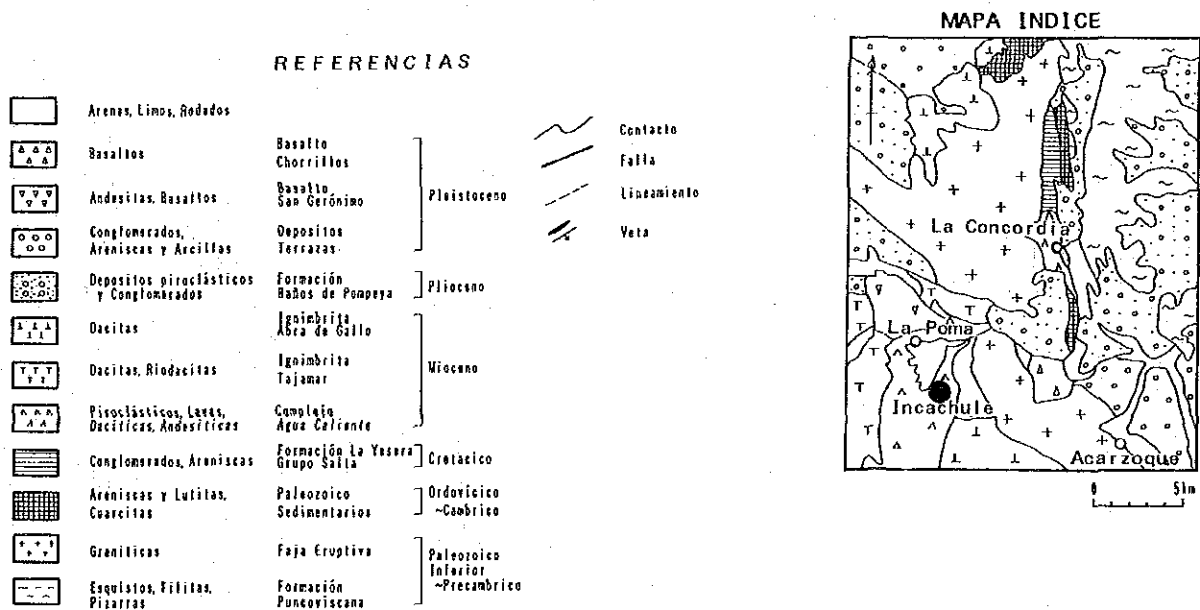 REFERENCIAS
Arenas, Limos, Rodados
Basaltos
Basalto
Chorrillos
Andesitas, Basaltos
Basalto
San Gerónimo
Conglomerados,
Areniscas y Arcillas
Depositos
Terrazas
Pleistoceno
Depositos piroclásticos
y Conglomerados
Formación
Baños de Pompeya
Plioceno
Dacitas
Ignimbrita
Abra de Gallo
Dacitas, Riodacitas
Ignimbrita
Tajamar
Piroclásticos, Lavas,
Dacíticas, Andesíticas
Complejo
Agua Caliente
Mioceno
Conglomerados, Areniscas
Formación La Yesera
Grupo Salta
Cretácico
Areniscas y Lutitas,
Cuarcitas
Paleozoico
Sedimentarios
Ordovícico
~Cambrico
Graníticas
Faja Eruptiva
Esquistos, Filitas,
Pizarras
Formación
Puncoviscana
Paleozoico
Inferior
~Precambrico
Contacto
Falla
Lineamiento
Veta
MAPA INDICE
La Concordia
La Poma
Incachule
Acarzoque
0 5km